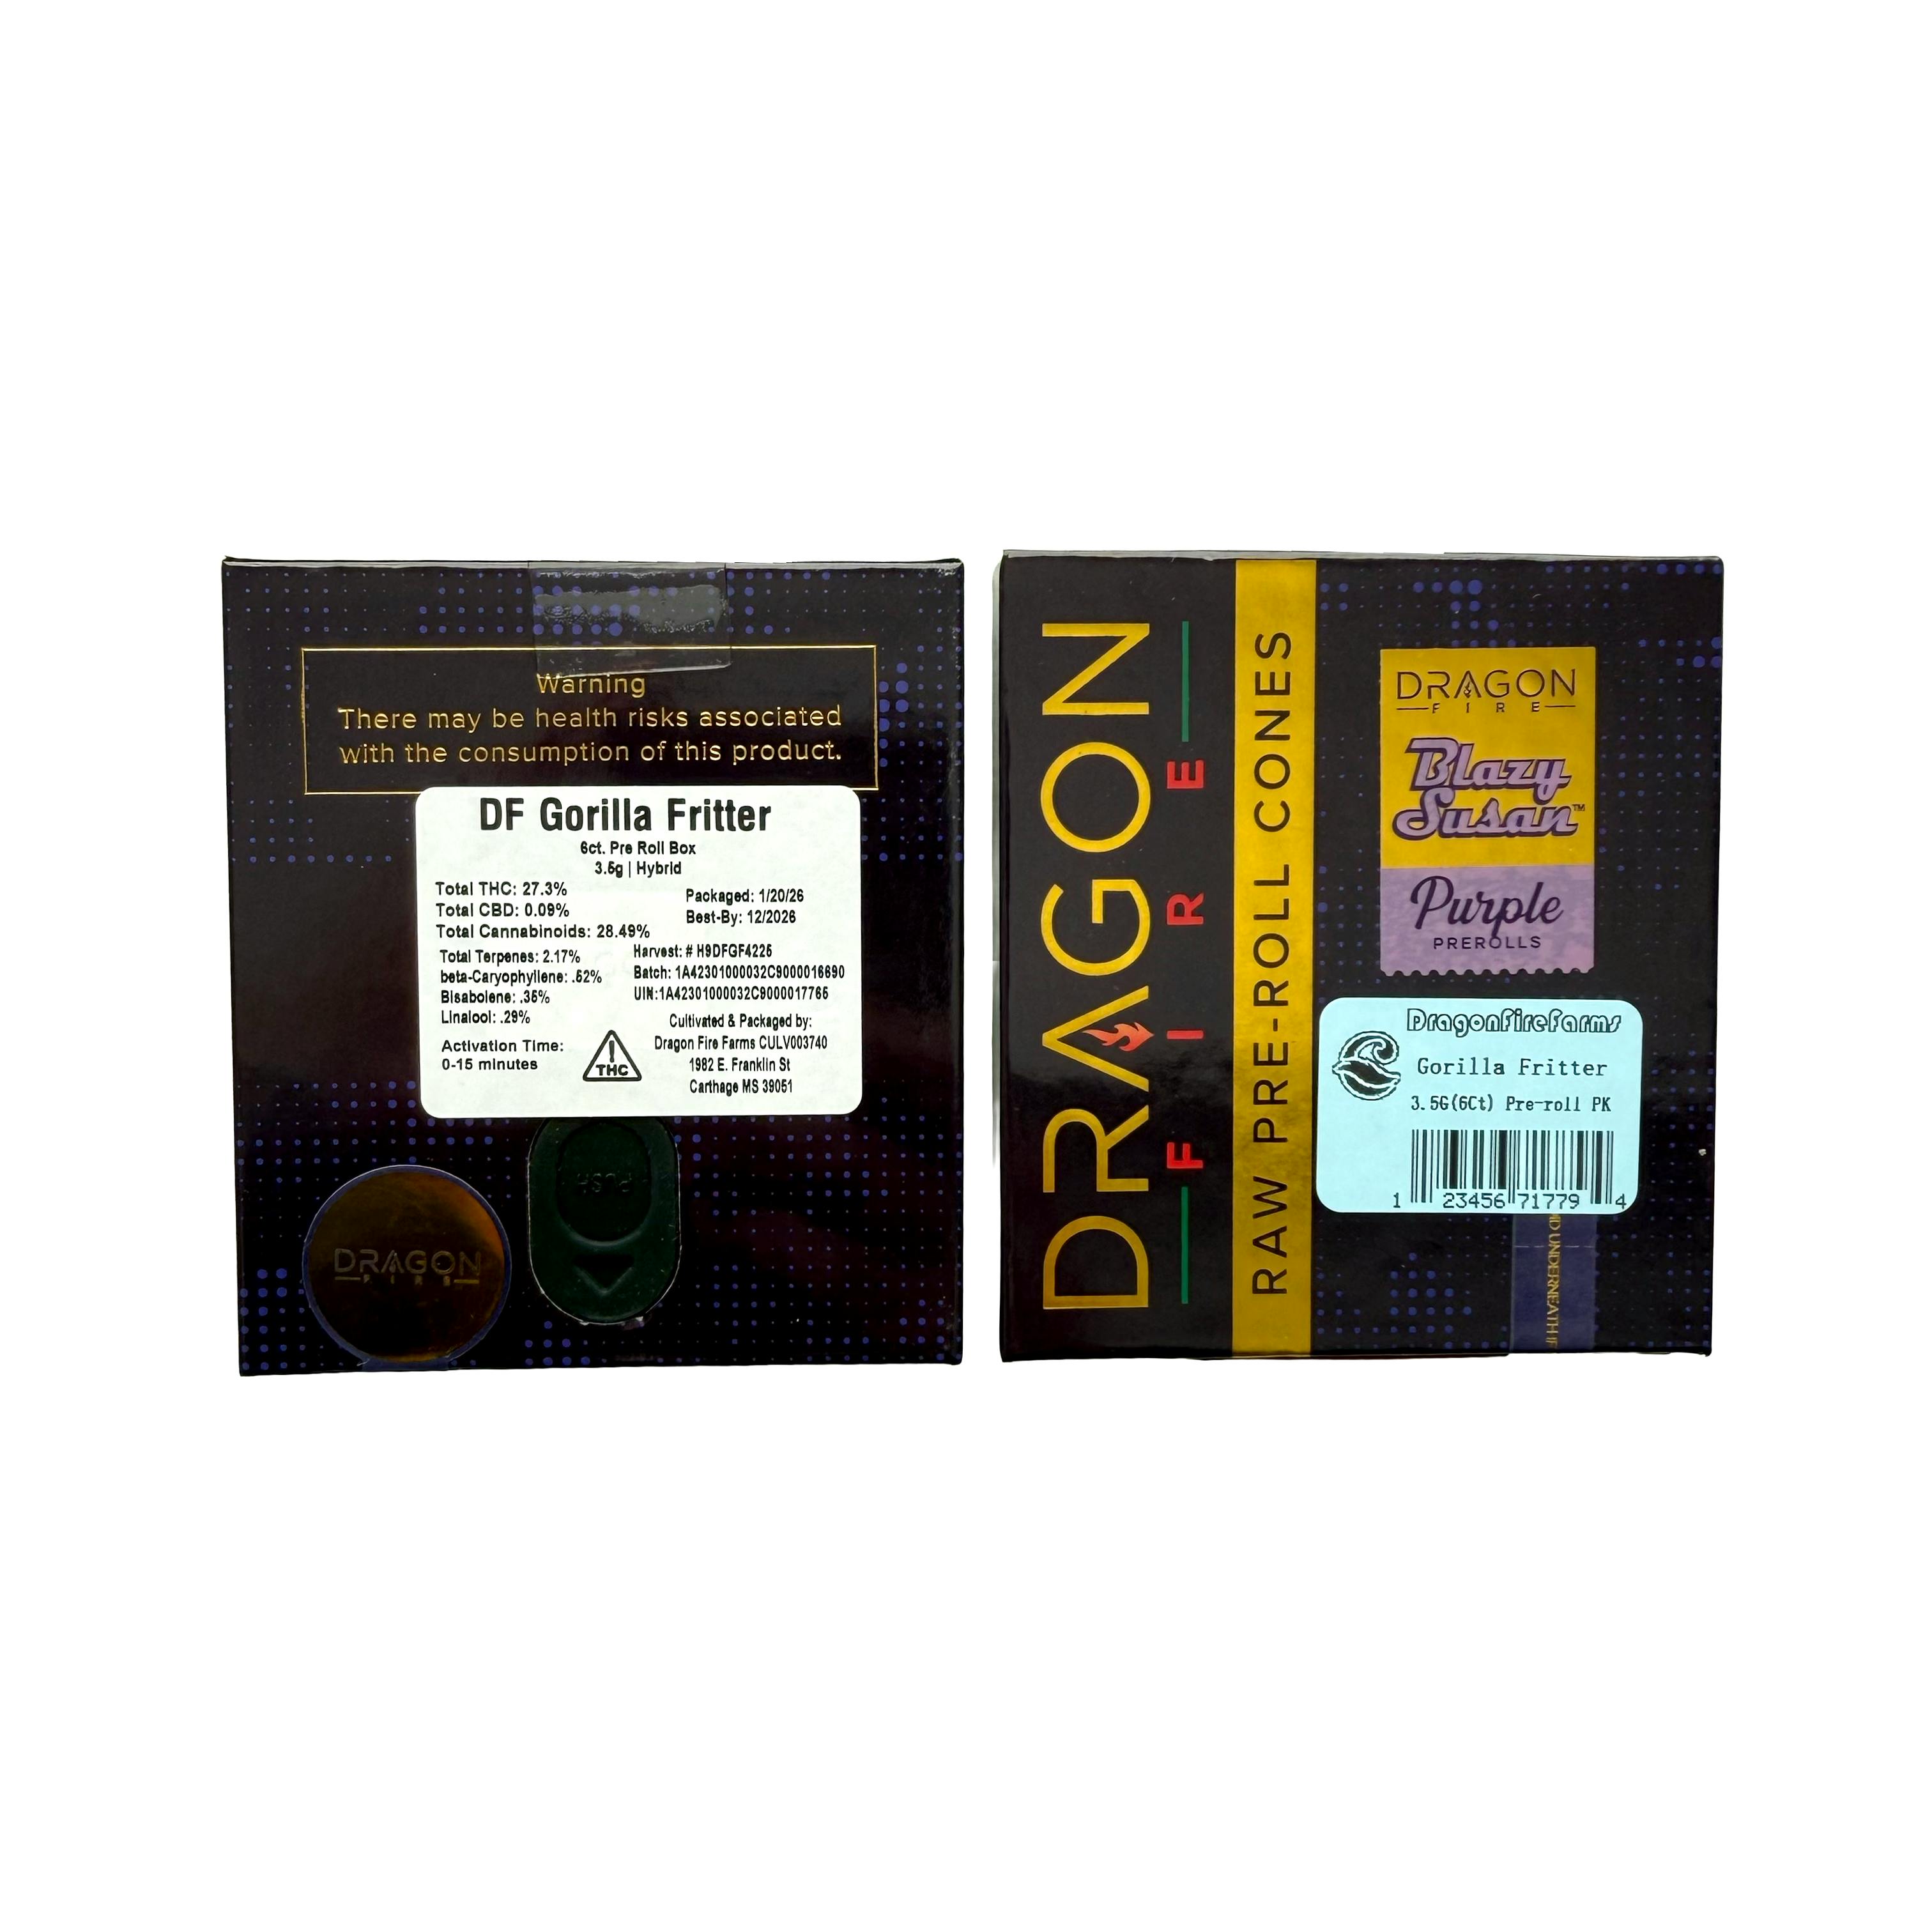 Warning
There may be health risks associated
with the consumption of this product.
DF Gorilla Fritter
6ct. Pre Roll Box
3.5g | Hybrid
Total THC: 27.3%
Total CBD: 0.09%
Total Cannabinoids: 28.49%
Packaged: 1/20/26
Best-By: 12/2026
Total Terpenes: 2.17%
beta-Caryophyllene: .52%
Bisabolene: .35%
Linalool: .29%
Harvest: # H9DFGF4225
Batch: 1A42301000032C9000016690
UIN:1A42301000032C9000017765
Activation Time:
0-15 minutes
THC
Cultivated & Packaged by:
Dragon Fire Farms CULV003740
1982 E. Franklin St
Carthage MS 39051
PUSH
DRAGON
FIRE
DRAGON
FIRE
RAW PRE-ROLL CONES
DRAGON
FIRE
Blazy
Susan™
Purple
PREROLLS
DragonFireFarms
Gorilla Fritter
3.5G(6Ct) Pre-roll PK
1 23456 71779 4
UNDERNEATH